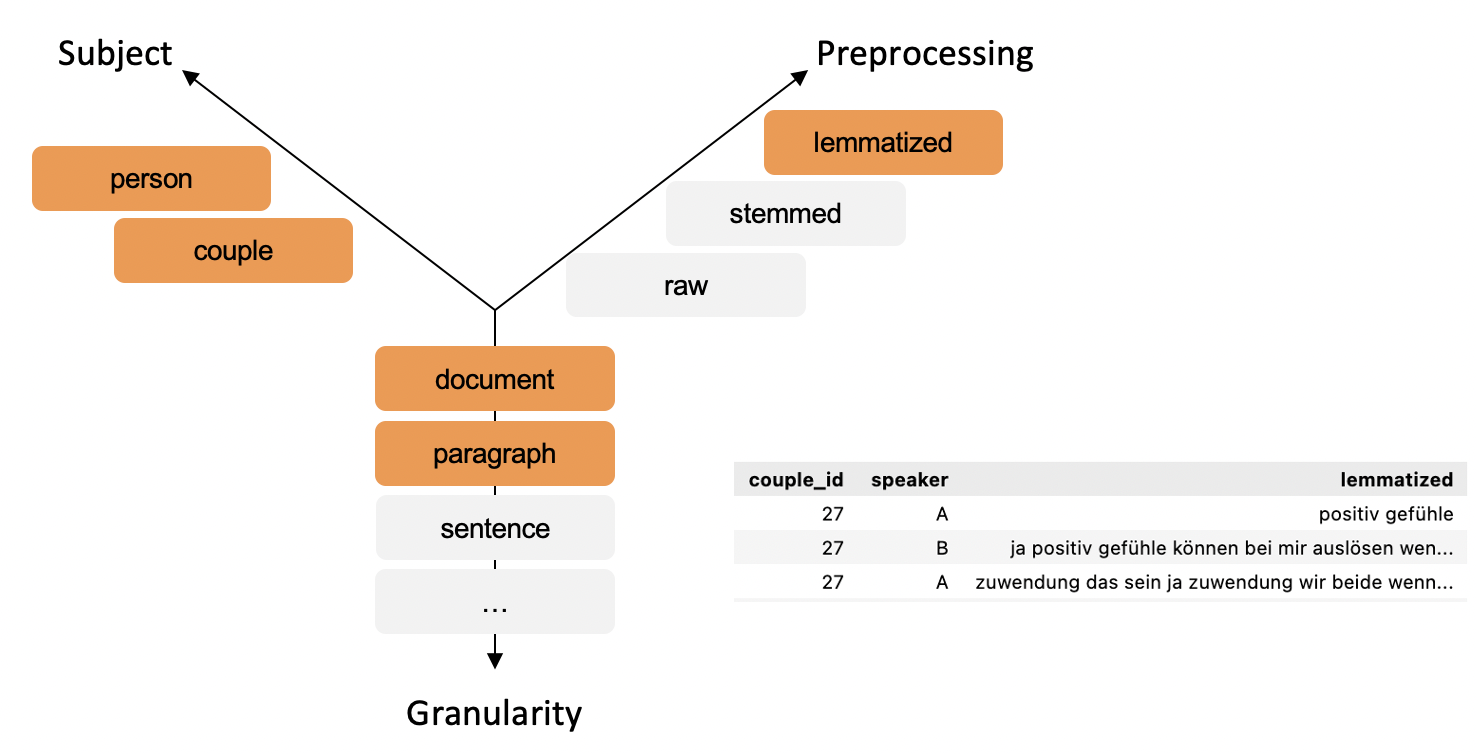 Subject
Preprocessing
person
couple
lemmatized
stemmed
raw
document
paragraph
sentence
...
Granularity
couple_id speaker lemmatized
27 A positiv gefühle
27 B ja positiv gefühle können bei mir auslösen wen...
27 A zuwendung das sein ja zuwendung wir beide wenn...